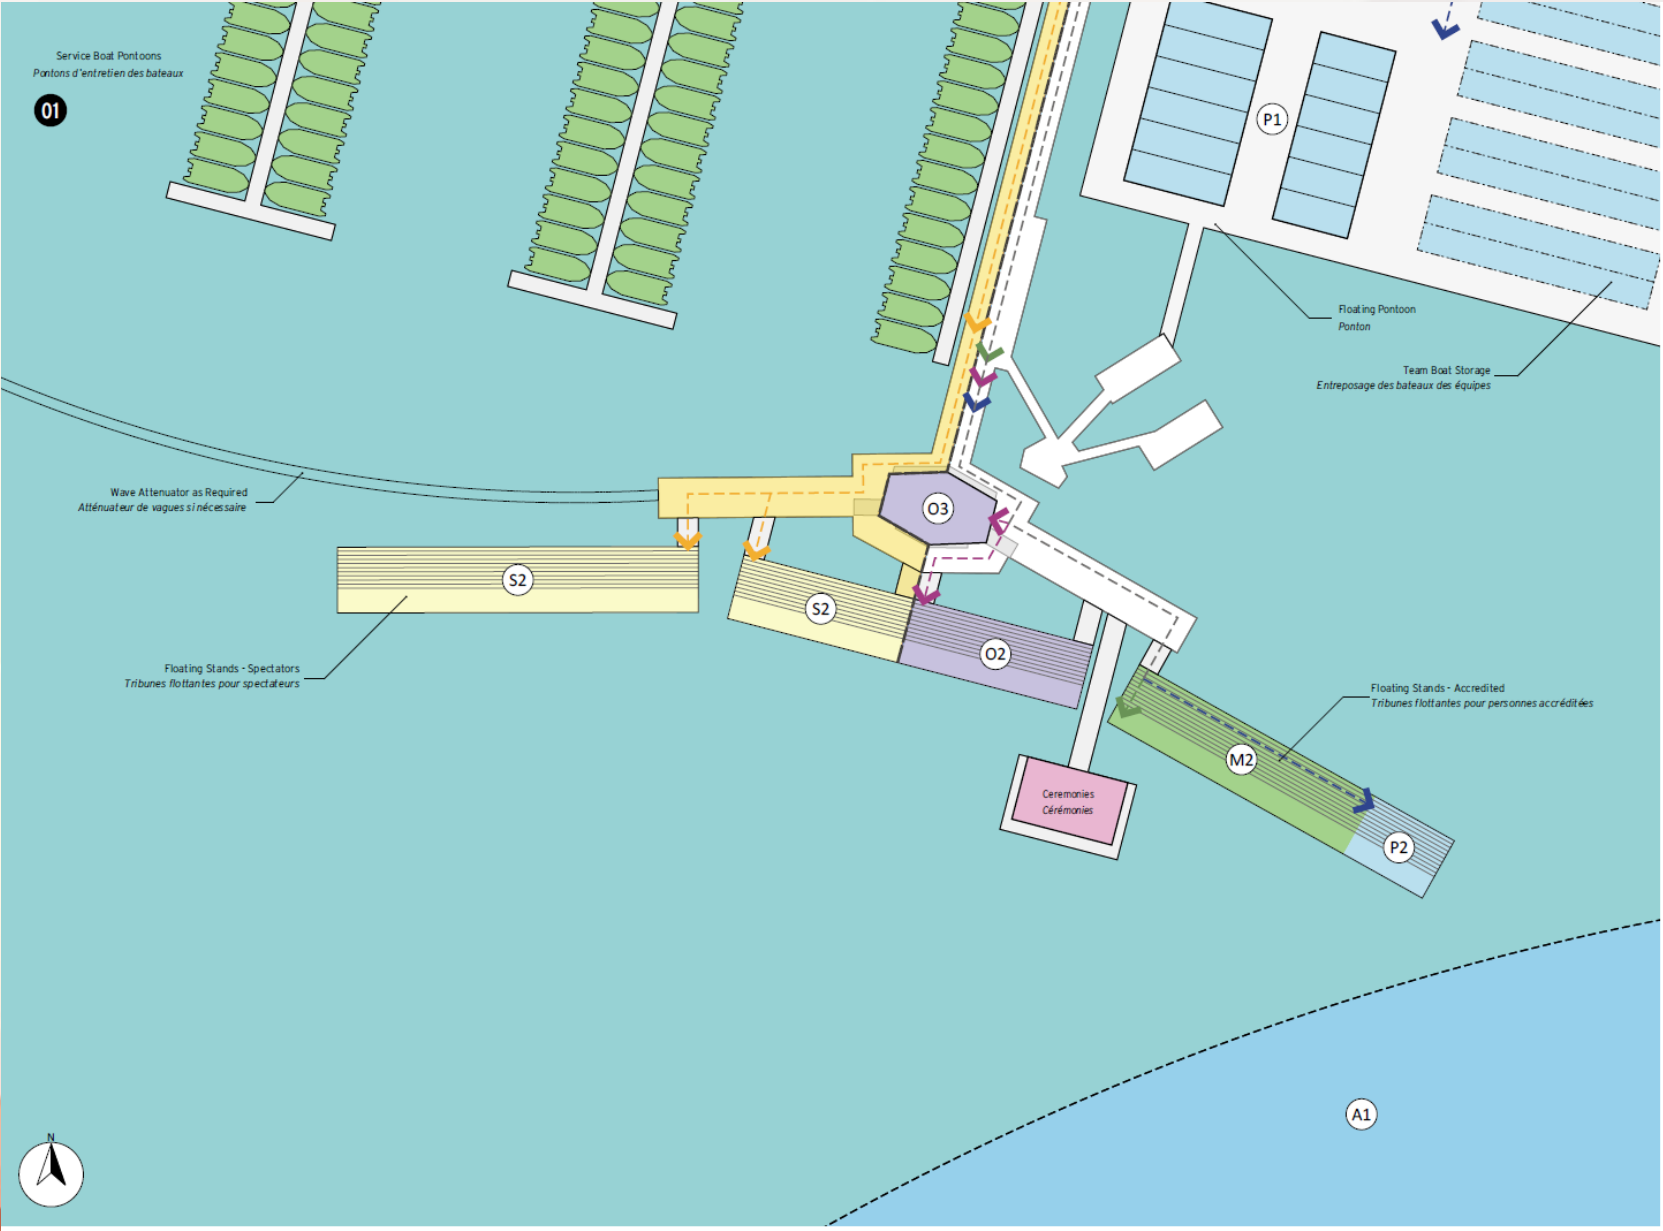 Service Boat Pontoons
Pontons d'entretien des bateaux
01
P1
Floating Pontoon
Ponton
Team Boat Storage
Entreposage des bateaux des équipes
Wave Attenuator as Required
Atténuateur de vagues si nécessaire
O3
S2
S2
O2
Floating Stands - Spectators
Tribunes flottantes pour spectateurs
Floating Stands - Accredited
Tribunes flottantes pour personnes accréditées
M2
Ceremonies
Cérémonies
P2
A1
N